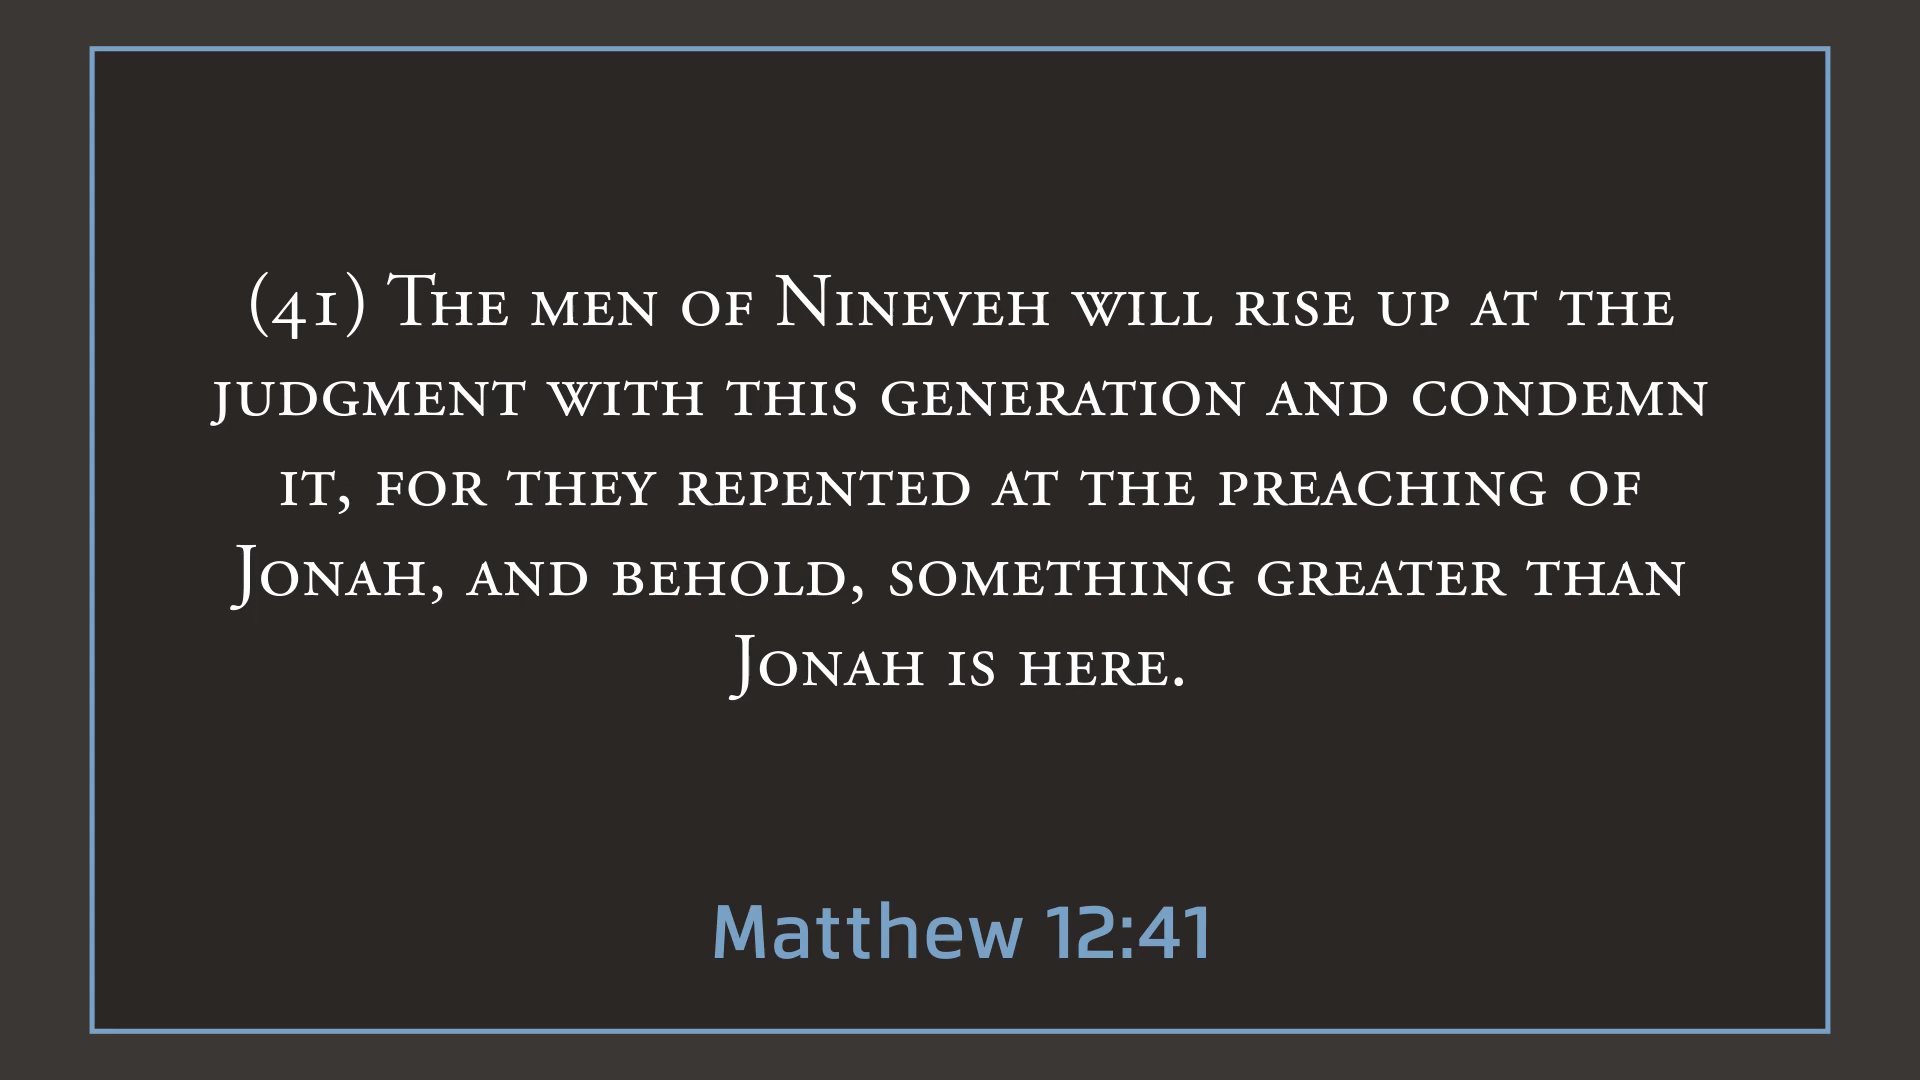 (41) The men of Nineveh will rise up at the
judgment with this generation and condemn
it, for they repented at the preaching of
Jonah, and behold, something greater than
Jonah is here.
Matthew 12:41